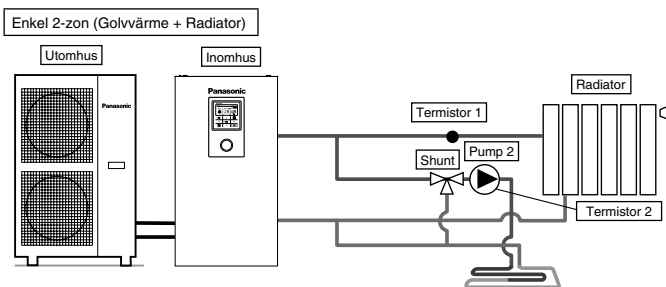 Enkel 2-zon (Golvvärme + Radiator)
Utomhus
Inomhus
Panasonic
Panasonic
Termistor 1
Radiator
Shunt
Pump 2
Termistor 2